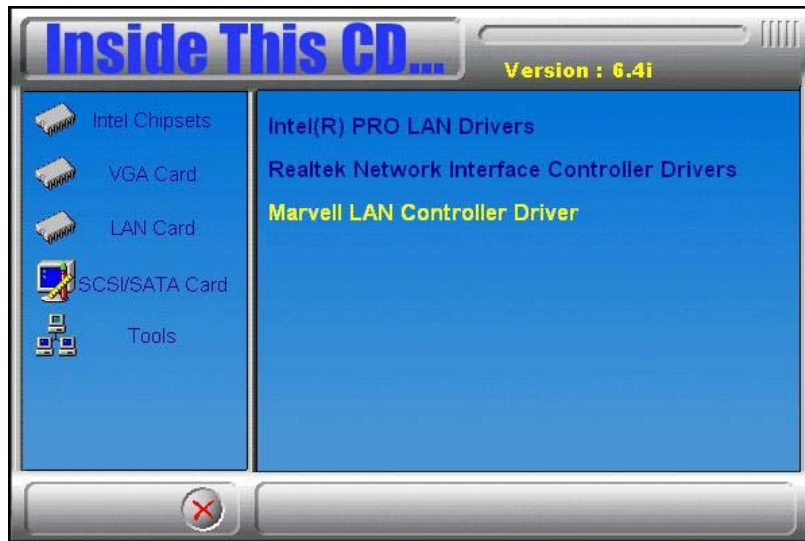 Inside This CD...
Version : 6.4i
Intel Chipsets
VGA Card
LAN Card
SCSI/SATA Card
Tools
Intel(R) PRO LAN Drivers
Realtek Network Interface Controller Drivers
Marvell LAN Controller Driver